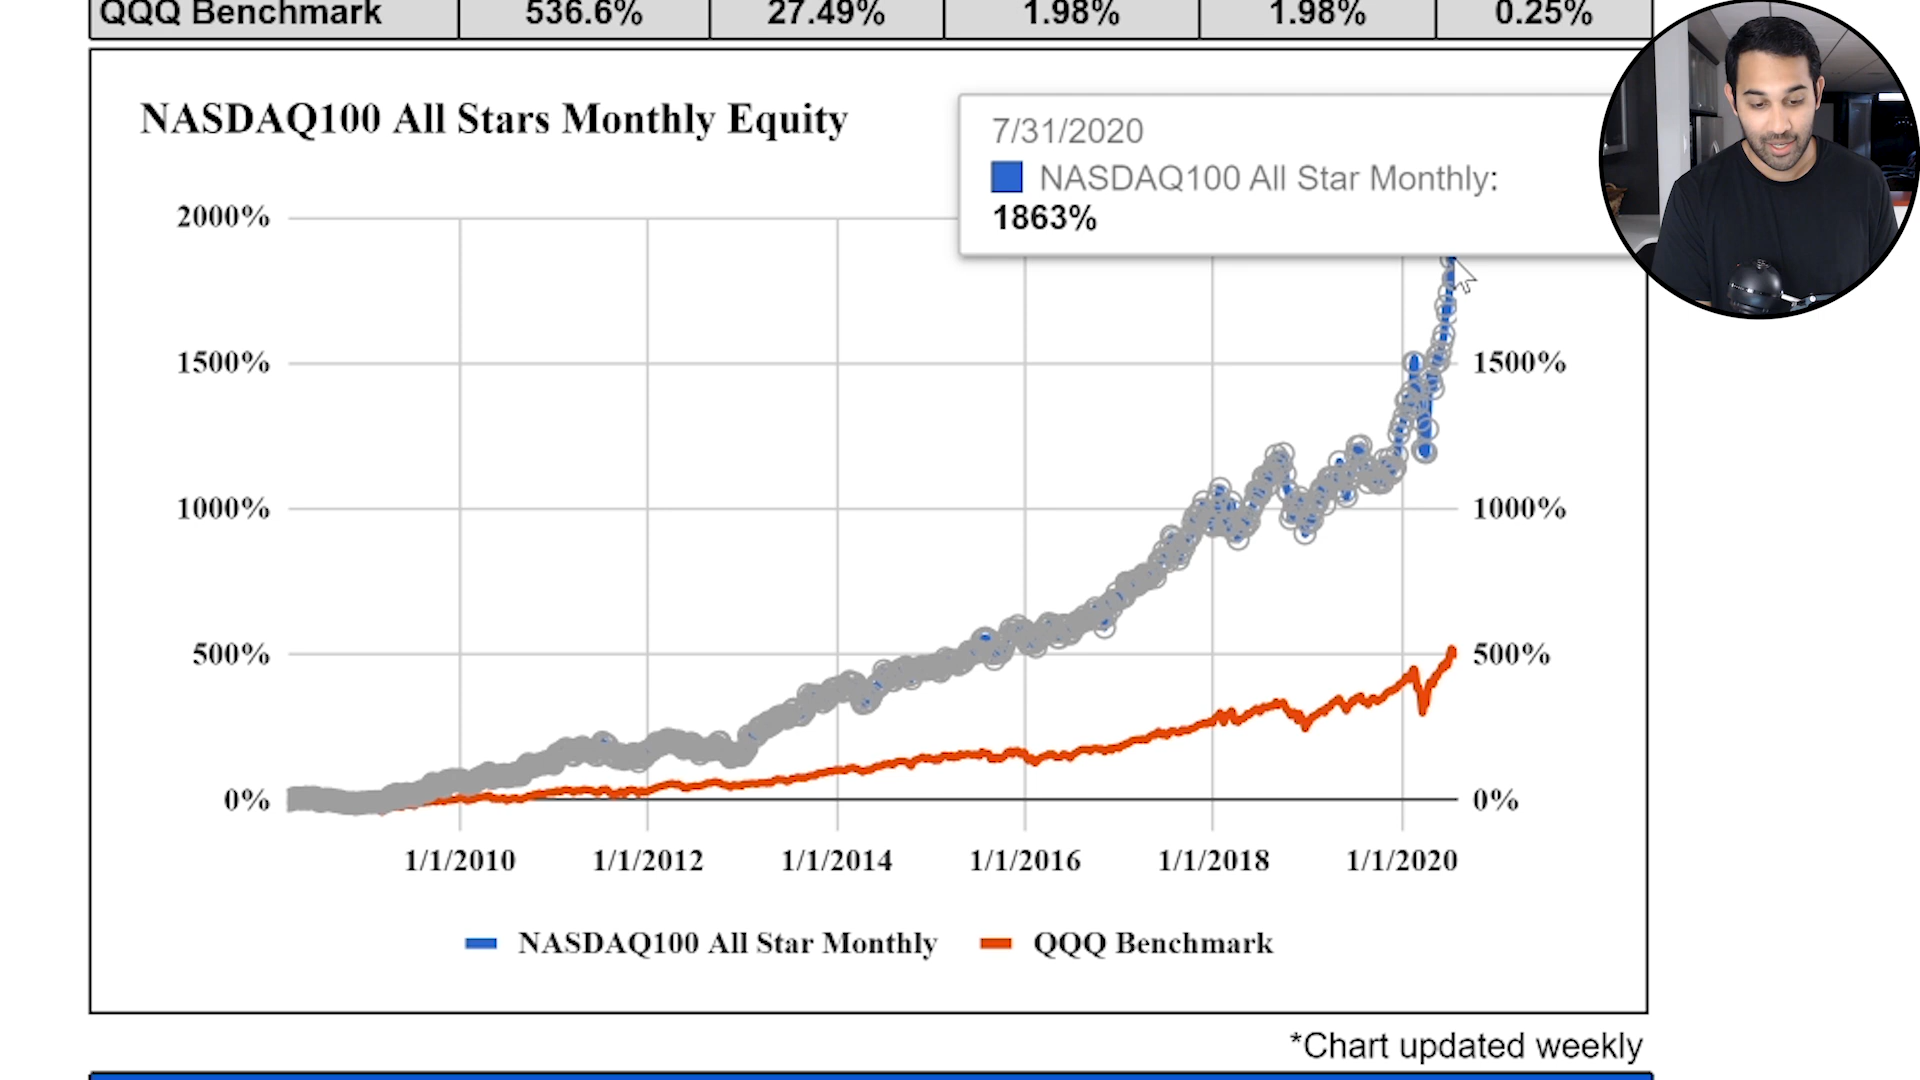 QQQ Benchmark 536.6% 27.49% 1.98% 1.98% 0.25%
NASDAQ100 All Stars Monthly Equity
7/31/2020
NASDAQ100 All Star Monthly:
1863%
2000%
1500% 1500%
1000% 1000%
500% 500%
0% 0%
1/1/2010 1/1/2012 1/1/2014 1/1/2016 1/1/2018 1/1/2020
NASDAQ100 All Star Monthly QQQ Benchmark
*Chart updated weekly